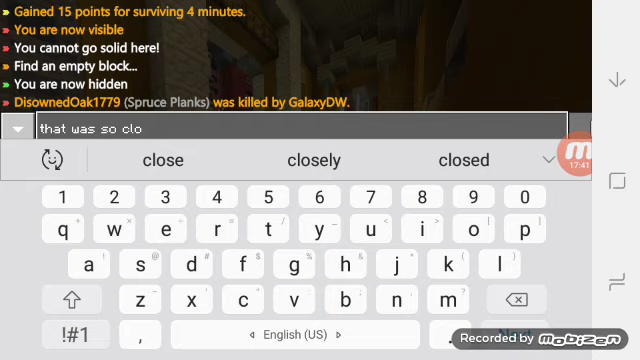 Gained 15 points for surviving 4 minutes.
You are now visible
You cannot go solid here!
Find an empty block...
You are now hidden
DisownedOak1779 (Spruce Planks) was killed by GalaxyDW.
that was so clo
close closely closed
17:41
1 2 3 4 5 6 7 8 9 0
q w e r t y u i o p
a s d f g h j k l
z x c v b n m
!#1 , English (US) .
Recorded by MOBIZEN